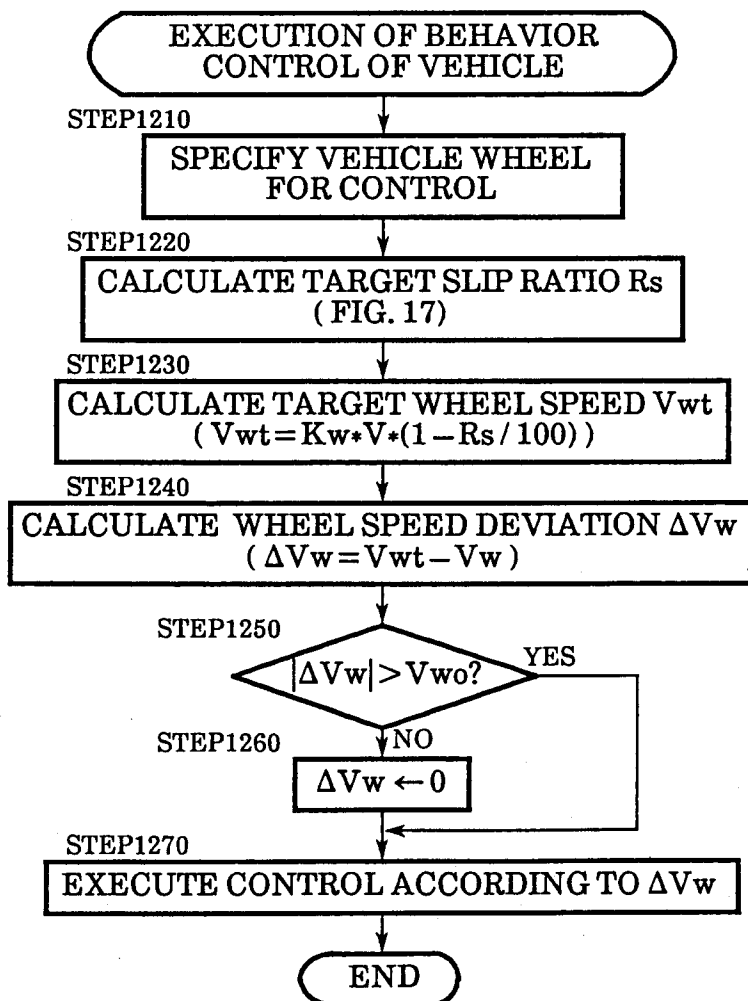 EXECUTION OF BEHAVIOR
CONTROL OF VEHICLE
STEP1210
SPECIFY VEHICLE WHEEL
FOR CONTROL
STEP1220
CALCULATE TARGET SLIP RATIO Rs
( FIG. 17)
STEP1230
CALCULATE TARGET WHEEL SPEED Vwt
( Vwt=Kw*V*(1−Rs / 100) )
STEP1240
CALCULATE WHEEL SPEED DEVIATION ΔVw
( ΔVw=Vwt−Vw )
STEP1250
|ΔVw|>Vwo?
YES
NO
STEP1260
ΔVw ← 0
STEP1270
EXECUTE CONTROL ACCORDING TO ΔVw
END